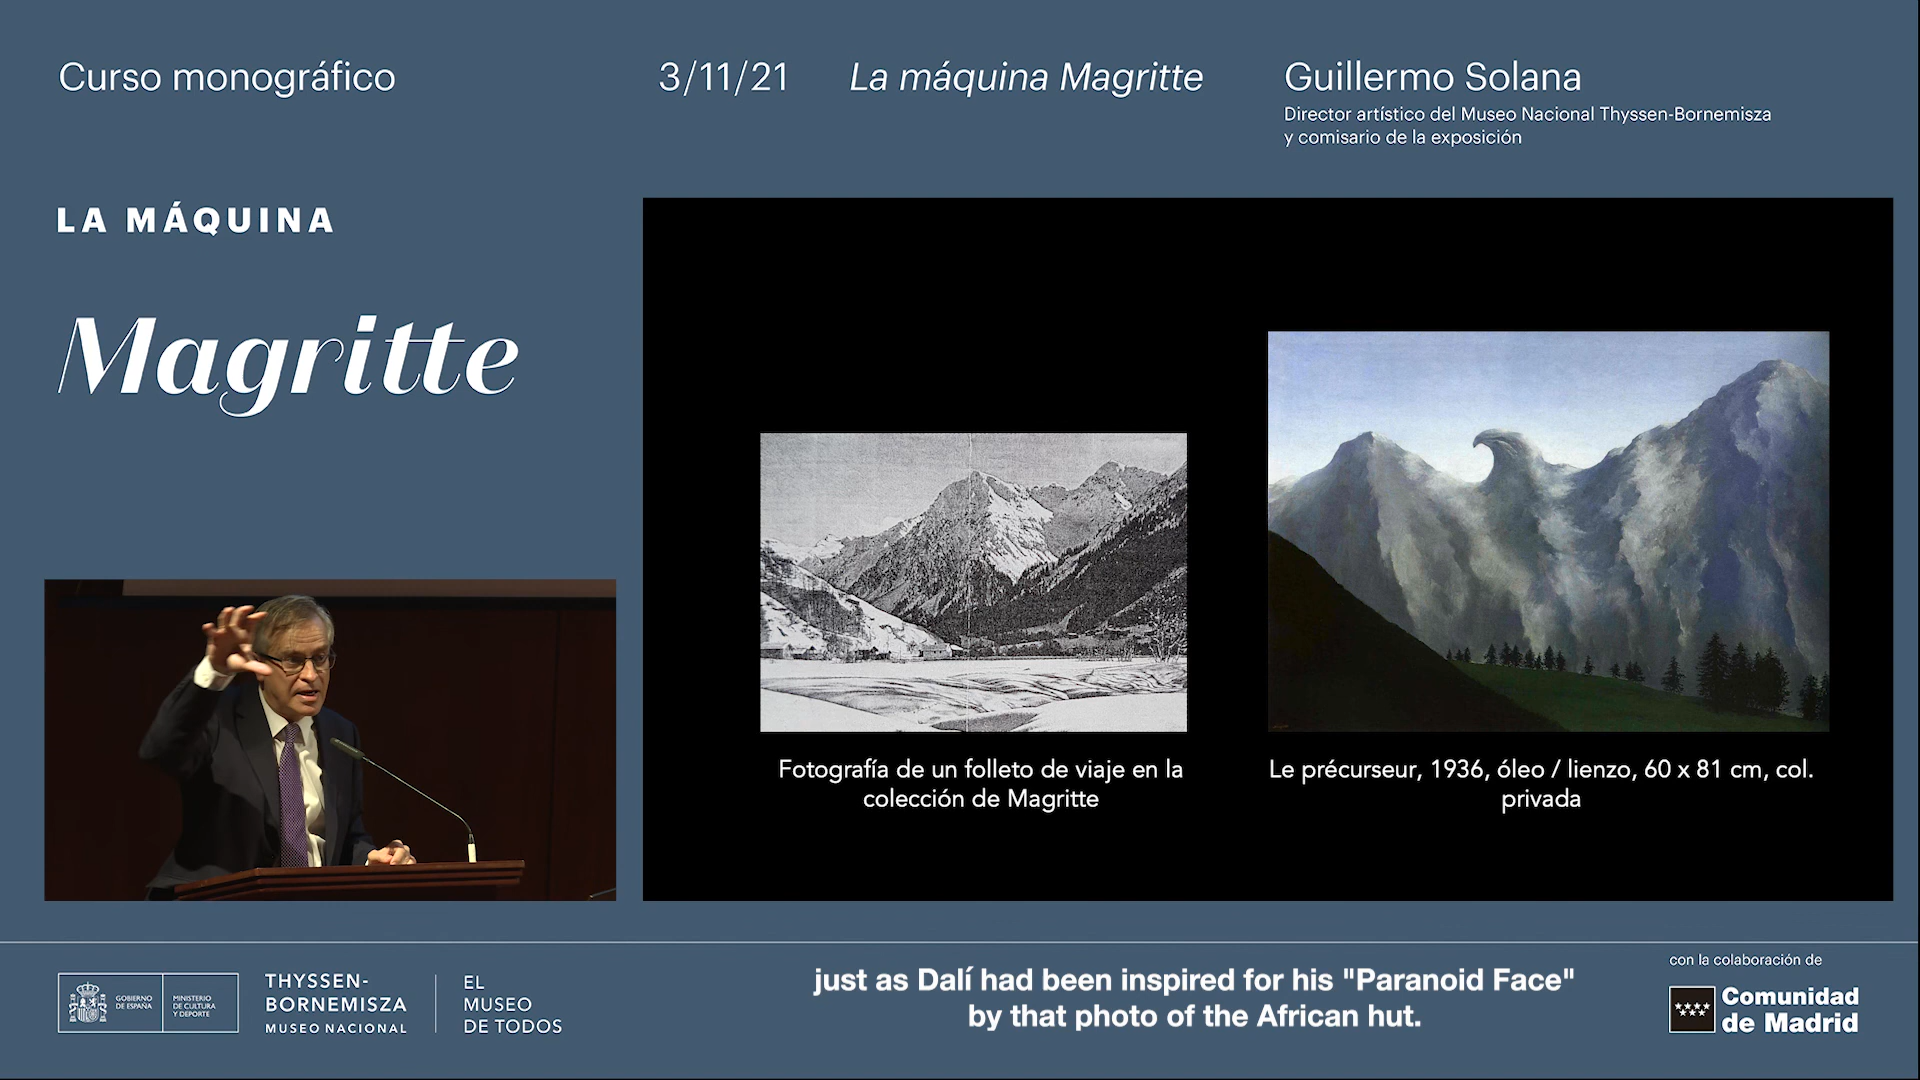 Curso monográfico
3/11/21
La máquina Magritte
Guillermo Solana
Director artístico del Museo Nacional Thyssen-Bornemisza
y comisario de la exposición
LA MÁQUINA
Magritte
Fotografía de un folleto de viaje en la
colección de Magritte
Le précurseur, 1936, óleo / lienzo, 60 x 81 cm, col.
privada
GOBIERNO
DE ESPAÑA
MINISTERIO
DE CULTURA
Y DEPORTE
THYSSEN-
BORNEMISZA
MUSEO NACIONAL
EL
MUSEO
DE TODOS
just as Dalí had been inspired for his "Paranoid Face"
by that photo of the African hut.
con la colaboración de
Comunidad
de Madrid